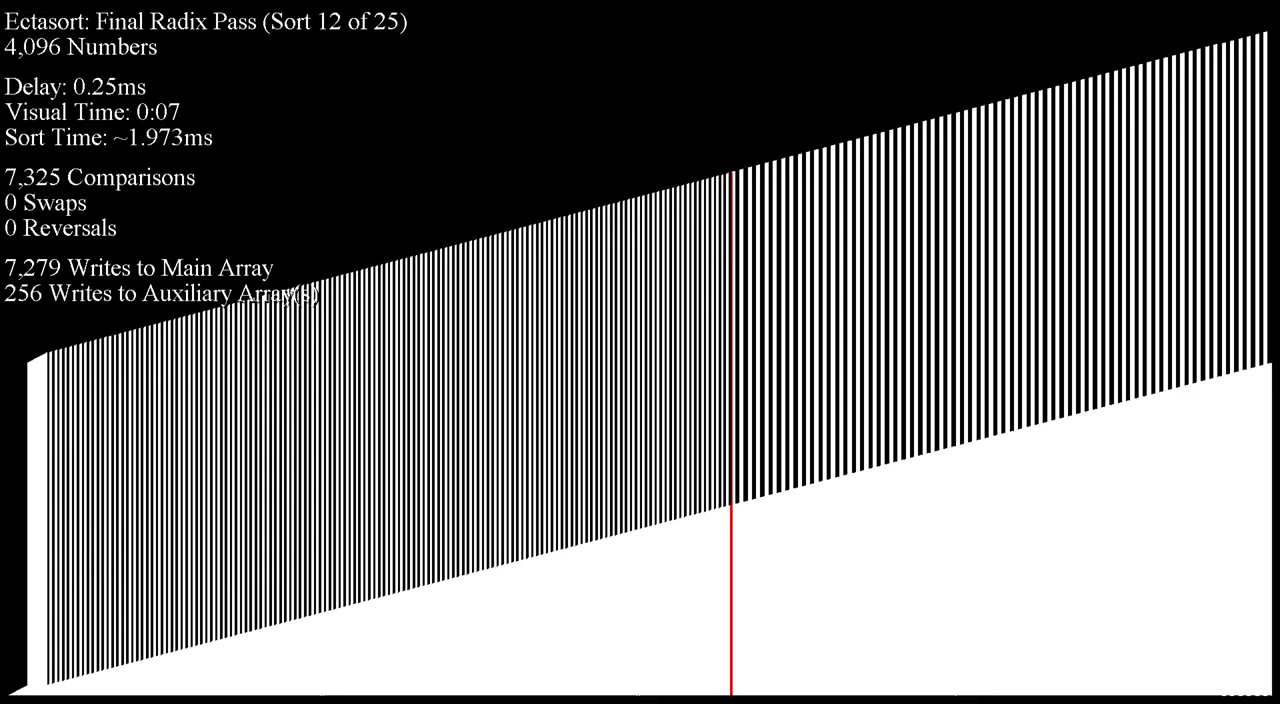 Ectasort: Final Radix Pass (Sort 12 of 25)
4,096 Numbers
Delay: 0.25ms
Visual Time: 0:07
Sort Time: ~1.973ms
7,325 Comparisons
0 Swaps
0 Reversals
7,279 Writes to Main Array
256 Writes to Auxiliary Array(s)